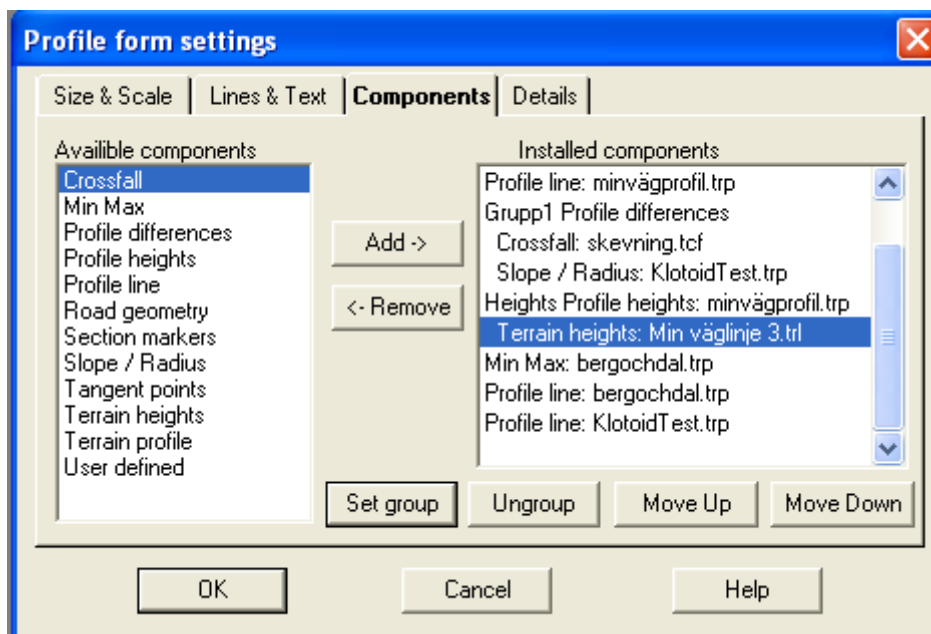 Profile form settings
Size & Scale
Lines & Text
Components
Details
Availible components
Crossfall
Min Max
Profile differences
Profile heights
Profile line
Road geometry
Section markers
Slope / Radius
Tangent points
Terrain heights
Terrain profile
User defined
Add ->
<- Remove
Installed components
Profile line: minvägprofil.trp
Grupp1 Profile differences
Crossfall: skevning.tcf
Slope / Radius: KlotoidTest.trp
Heights Profile heights: minvägprofil.trp
Terrain heights: Min väglinje 3.trl
Min Max: bergochdal.trp
Profile line: bergochdal.trp
Profile line: KlotoidTest.trp
Set group
Ungroup
Move Up
Move Down
OK
Cancel
Help